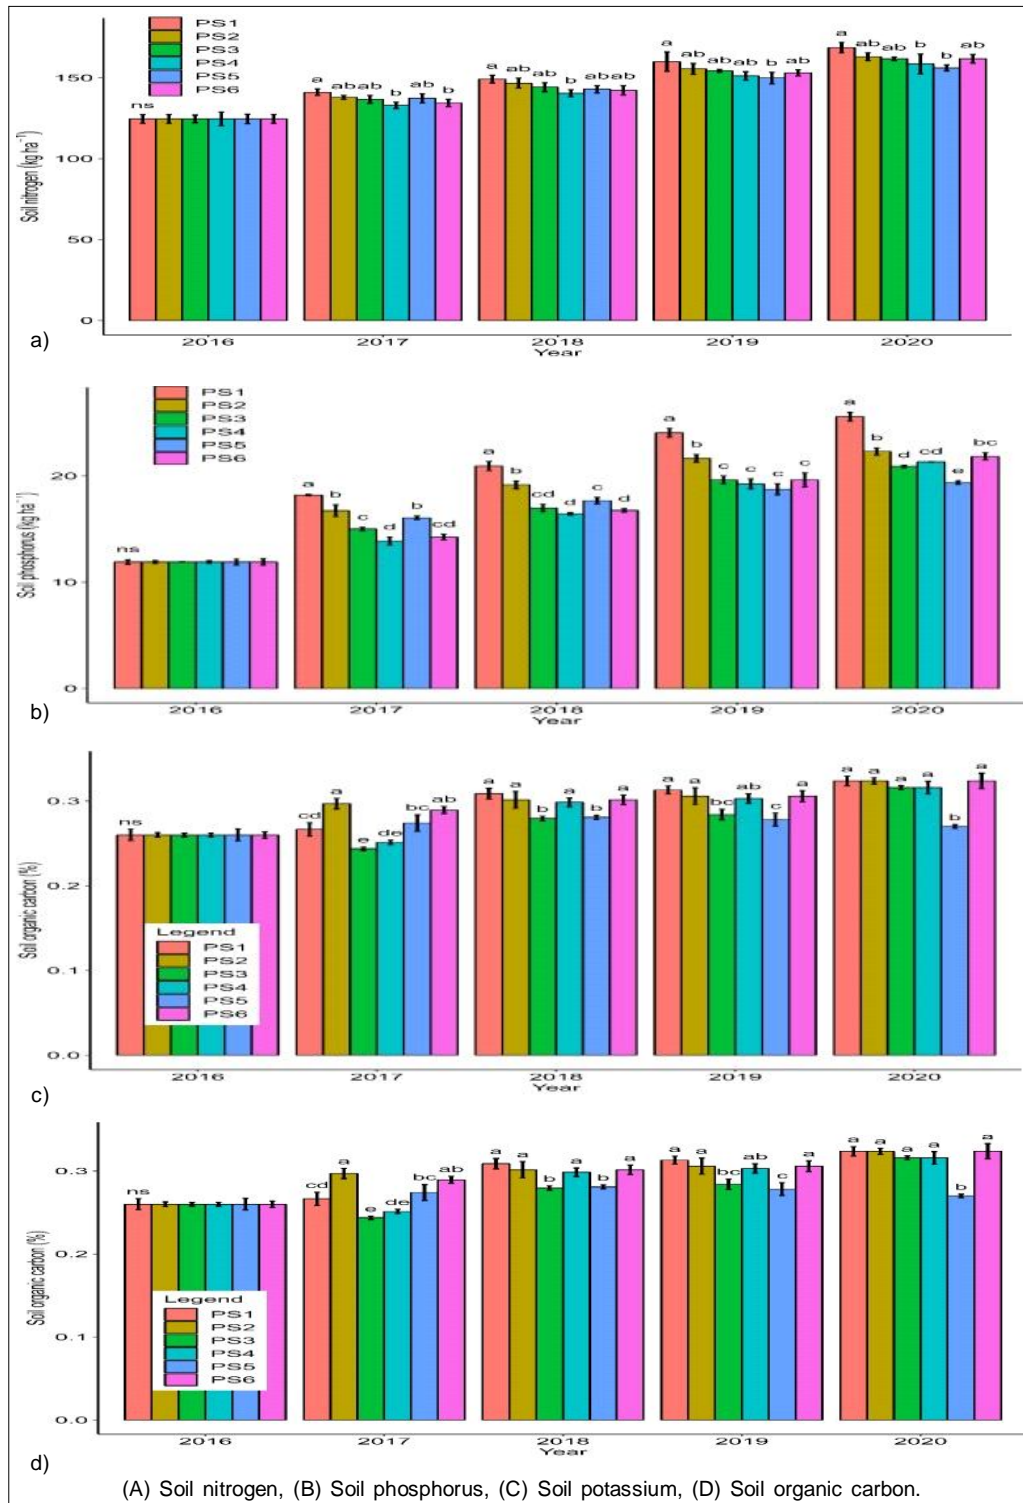 PS1
PS2
PS3
PS4
PS5
PS6
Soil nitrogen (kg ha⁻¹)
150
100
50
0
ns
a ab ab b ab b
a ab ab b ab ab
a ab ab ab b ab
a ab ab b b ab
2016 2017 2018 2019 2020
Year
a)
PS1
PS2
PS3
PS4
PS5
PS6
Soil phosphorus (kg ha⁻¹)
20
10
0
ns
a b c d b cd
a b cd d c d
a b c c c c
a b d cd e bc
2016 2017 2018 2019 2020
Year
b)
Soil organic carbon (%)
0.3
0.2
0.1
0.0
ns
cd a e de bc ab
a a b a b a
a a bc ab c a
a a a a b a
Legend
PS1
PS2
PS3
PS4
PS5
PS6
2016 2017 2018 2019 2020
Year
c)
Soil organic carbon (%)
0.3
0.2
0.1
0.0
ns
cd a e de bc ab
a a b a b a
a a bc ab c a
a a a a b a
Legend
PS1
PS2
PS3
PS4
PS5
PS6
2016 2017 2018 2019 2020
Year
d)
(A) Soil nitrogen, (B) Soil phosphorus, (C) Soil potassium, (D) Soil organic carbon.